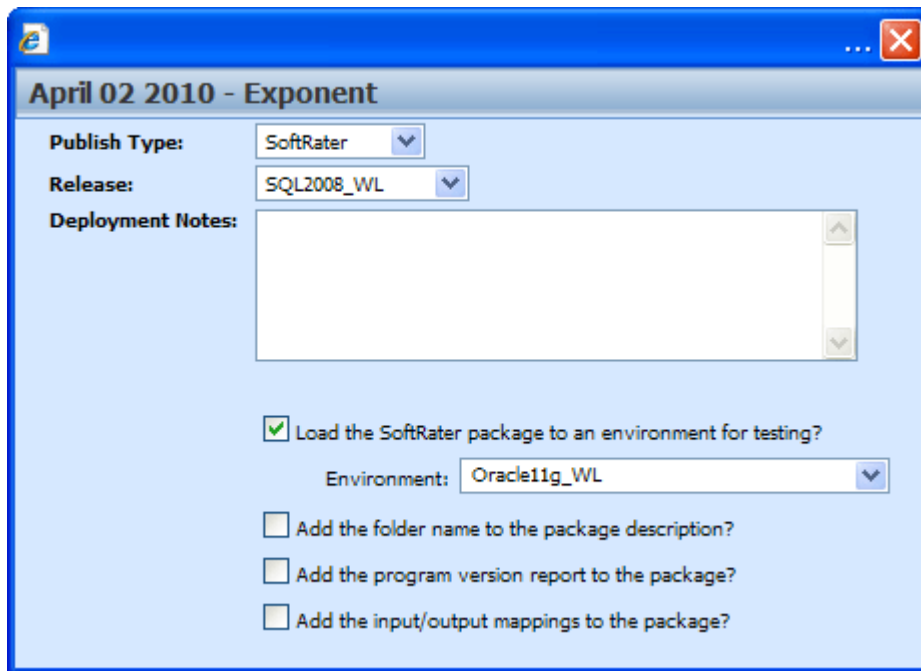 ...
April 02 2010 - Exponent
Publish Type: SoftRater
Release: SQL2008_WL
Deployment Notes:
Load the SoftRater package to an environment for testing?
Environment: Oracle11g_WL
Add the folder name to the package description?
Add the program version report to the package?
Add the input/output mappings to the package?